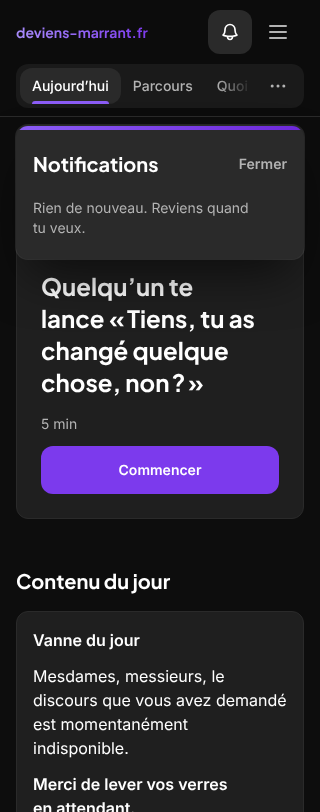 deviens-marrant.fr
Aujourd’hui Parcours Quoi
Notifications Fermer
Rien de nouveau. Reviens quand
tu veux.
Quelqu’un te
lance « Tiens, tu as
changé quelque
chose, non ? »
5 min
Commencer
Contenu du jour
Vanne du jour
Mesdames, messieurs, le
discours que vous avez demandé
est momentanément
indisponible.
Merci de lever vos verres
en attendant.